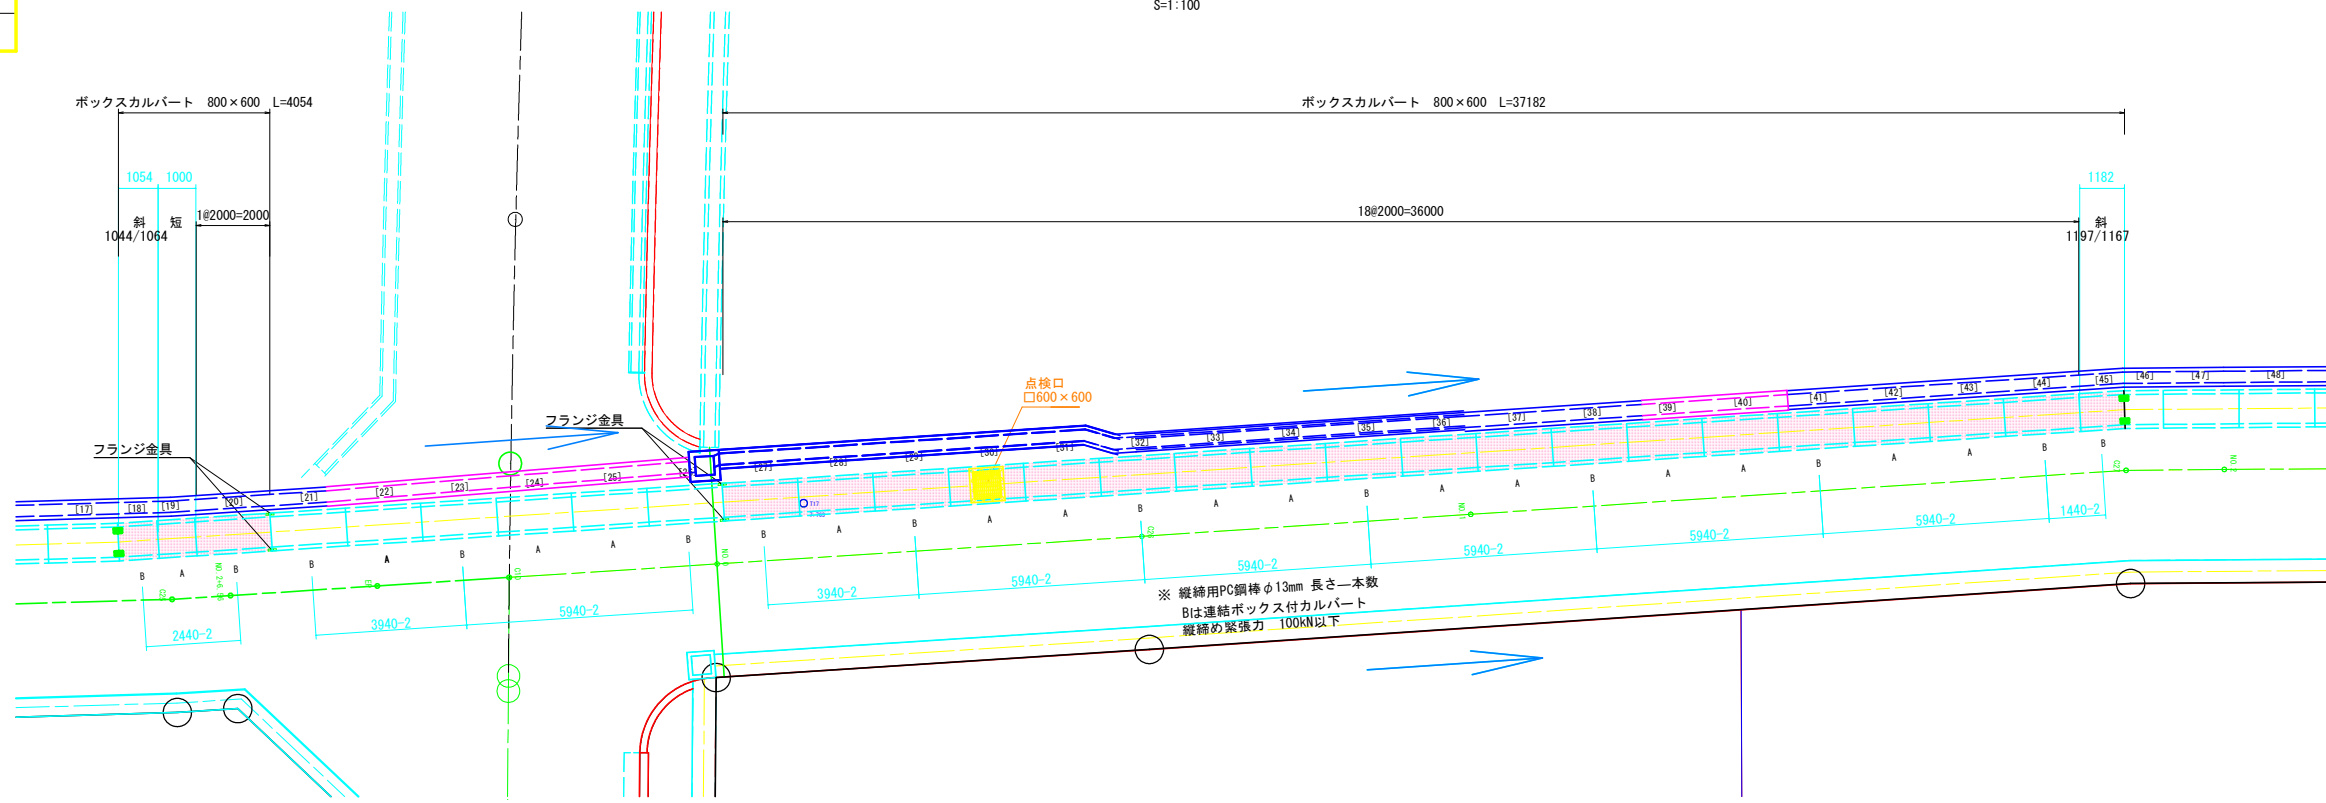 S=1:100
ボックスカルバート 800×600 L=4054
ボックスカルバート 800×600 L=37182
1054 1000
1182
斜 短
1@2000=2000
1044/1064
18@2000=36000
斜
1197/1167
点検口
□600×600
フランジ金具
フランジ金具
[17] [18] [19] [20] [21] [22] [23] [24] [25]
[27] [28] [29] [30] [31] [32] [33] [34] [35] [36] [37] [38] [39] [40] [41] [42] [43] [44] [45] [46] [47] [48]
B A B B A B A A B B A B A A B A A B A A B A A B A A B B
2440-2
3940-2
5940-2
3940-2
5940-2
5940-2
5940-2
5940-2
5940-2
1440-2
※ 縦締用PC鋼棒φ13mm 長さ―本数
Bは連結ボックス付カルバート
縦締め緊張力 100kN以下